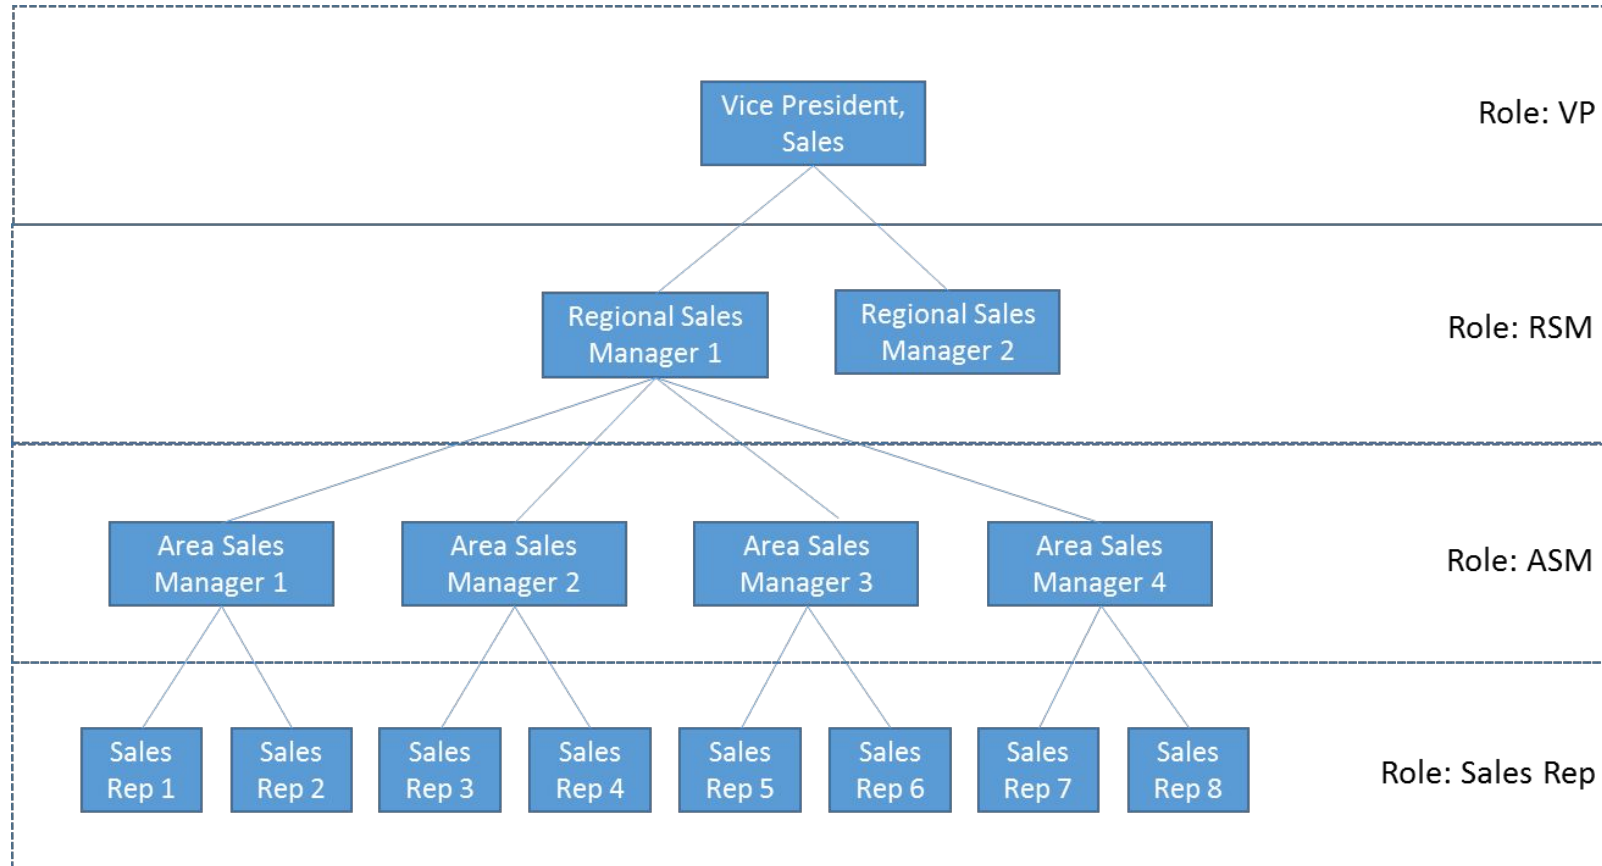 Vice President,
Sales
Role: VP
Regional Sales
Manager 1
Regional Sales
Manager 2
Role: RSM
Area Sales
Manager 1
Area Sales
Manager 2
Area Sales
Manager 3
Area Sales
Manager 4
Role: ASM
Sales
Rep 1
Sales
Rep 2
Sales
Rep 3
Sales
Rep 4
Sales
Rep 5
Sales
Rep 6
Sales
Rep 7
Sales
Rep 8
Role: Sales Rep